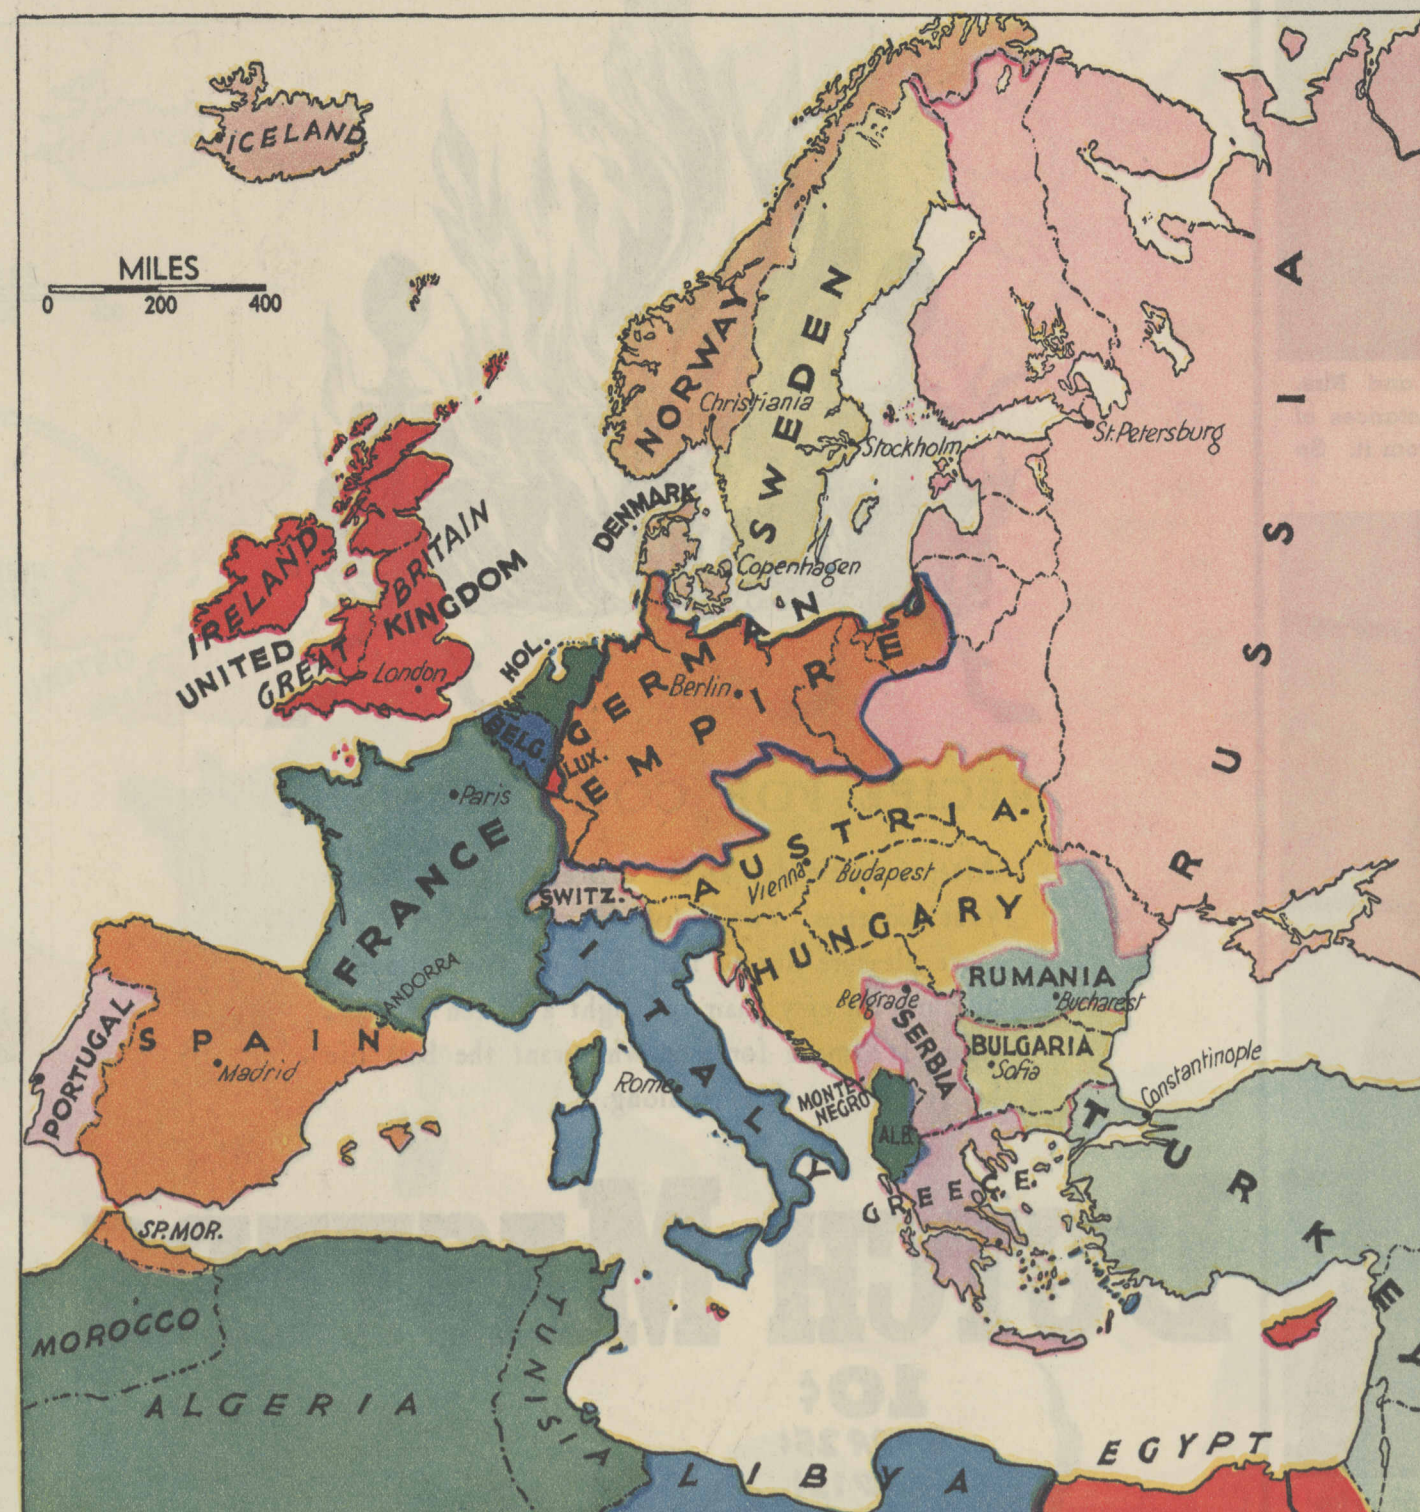 ICELAND
MILES
0 200 400
NORWAY
SWEDEN
Christiania
Stockholm
St. Petersburg
RUSSIA
DENMARK
Copenhagen
IRELAND
UNITED KINGDOM
GREAT BRITAIN
London
HOL.
BELG.
LUX.
GERMAN
EMPIRE
Berlin
Paris
FRANCE
SWITZ.
AUSTRIA-
HUNGARY
Vienna
Budapest
ANDORRA
PORTUGAL
SPAIN
Madrid
ITALY
Rome
Belgrade
SERBIA
RUMANIA
Bucharest
BULGARIA
Sofia
MONTE-
NEGRO
ALB.
GREECE
Constantinople
TURKEY
SP. MOR.
MOROCCO
ALGERIA
TUNISIA
LIBYA
EGYPT